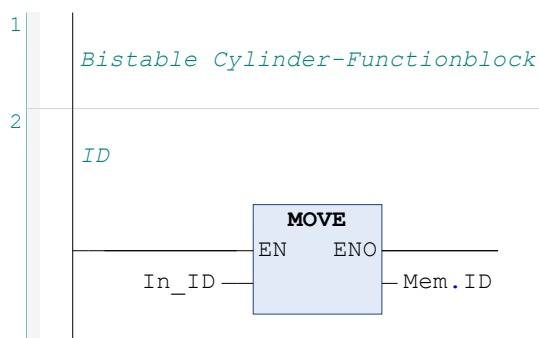 1
Bistable Cylinder-Functionblock
2
ID
MOVE
EN ENO
In_ID Mem.ID